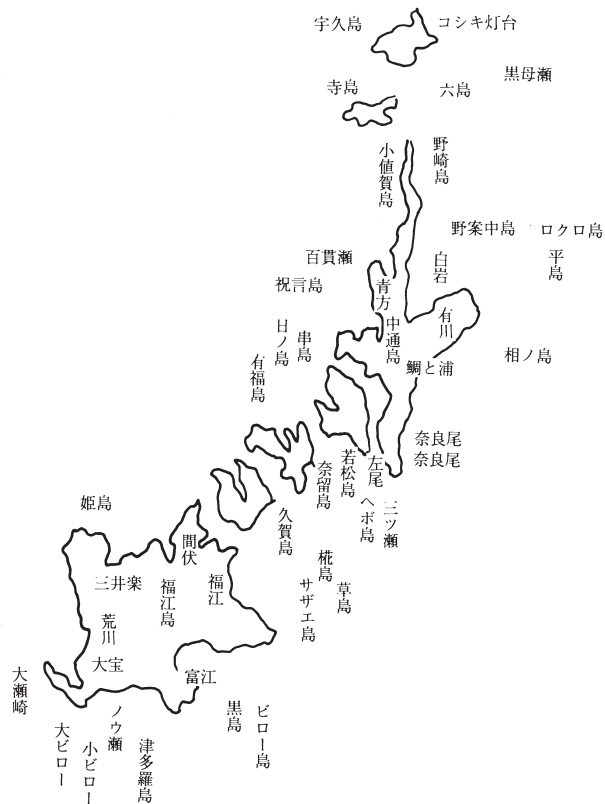 宇久島
コシキ灯台
寺島
六島
黒母瀬
小値賀島
野崎島
野案中島
ロクロ島
百貫瀬
白岩
平島
祝言島
青方
有川
日ノ島
串島
中通島
有福島
鯛と浦
相ノ島
奈良尾
奈良尾
若松島
左尾
奈留島
ヘボ島
三ツ瀬
姫島
久賀島
間伏
椛島
三井楽
福江島
福江
サザエ島
草島
荒川
大宝
富江
大瀬崎
黒島
ビロー島
大ビロー
小ビロー
ノウ瀬
津多羅島